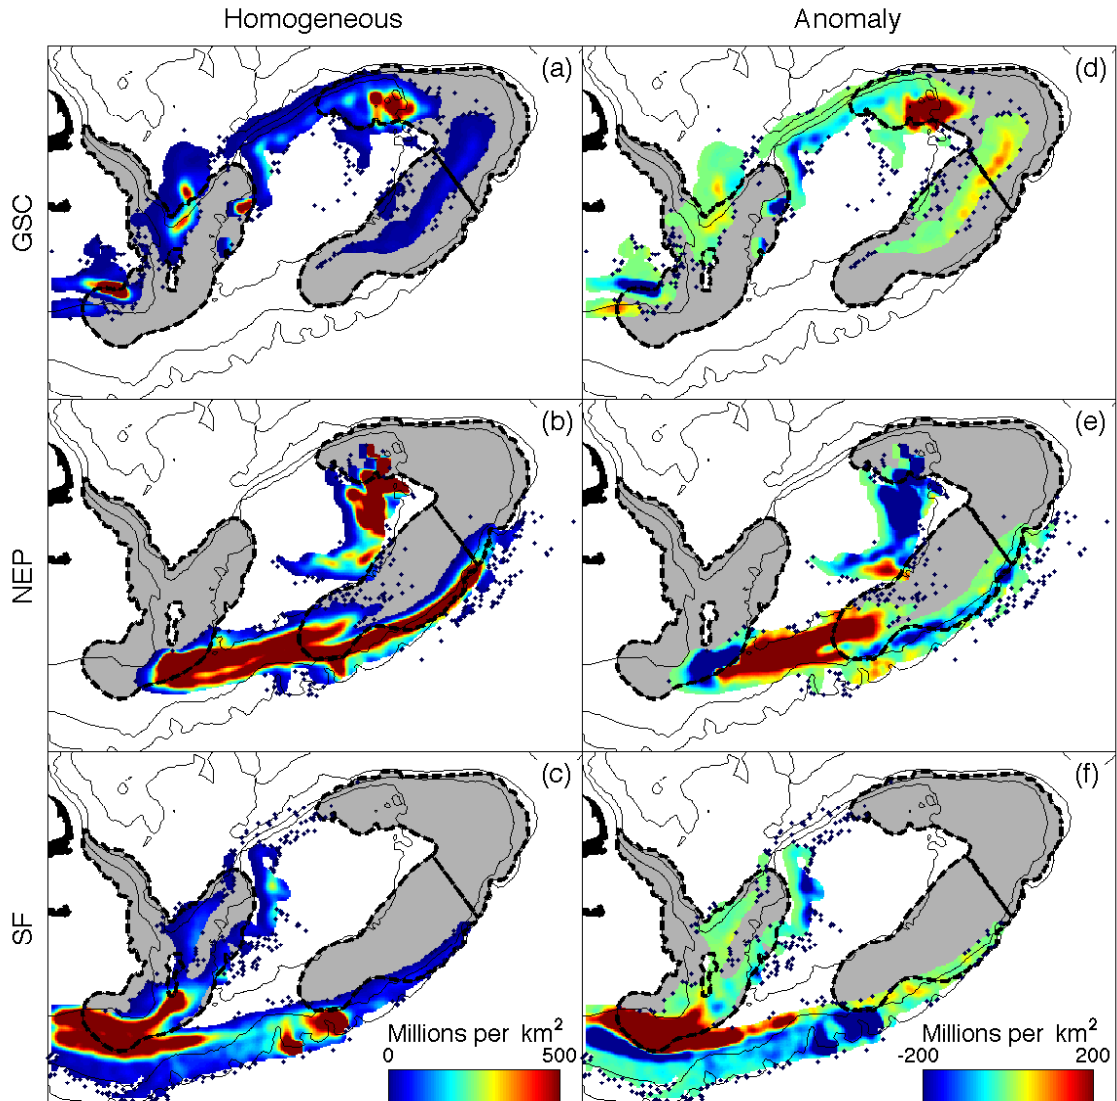 Homogeneous Anomaly
(a) (d)
GSC
(b) (e)
NEP
(c) (f)
SF
Millions per km² Millions per km²
0 500 -200 200